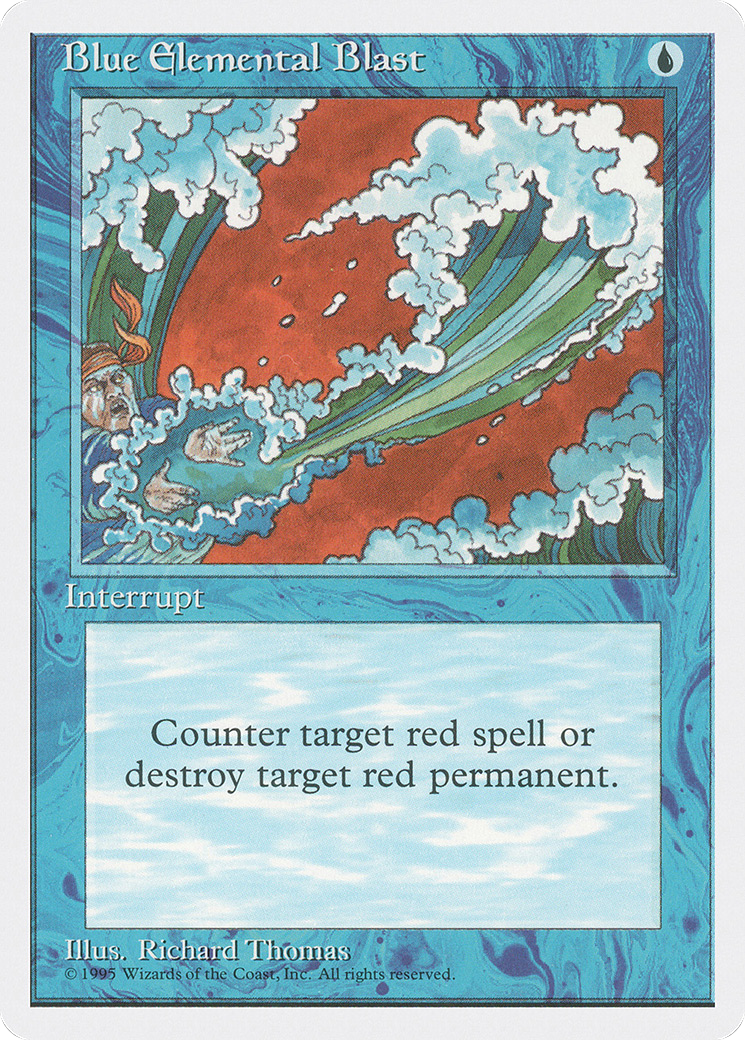 Blue Elemental Blast
Interrupt
Counter target red spell or
destroy target red permanent.
Illus. Richard Thomas
© 1995 Wizards of the Coast, Inc. All rights reserved.